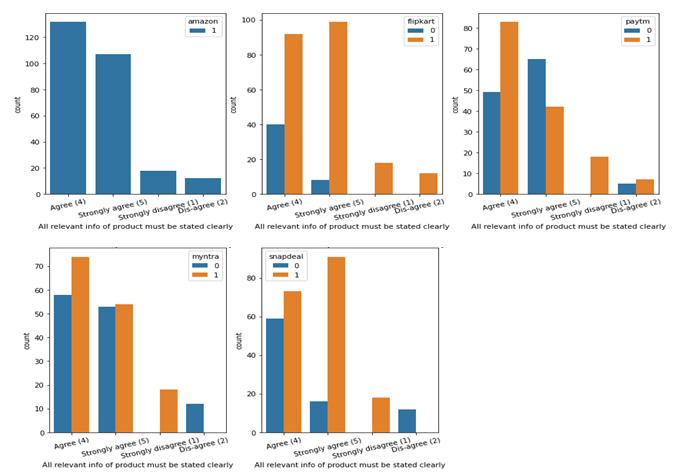 amazon
1
count
120
100
80
60
40
20
0
Agree (4) Strongly agree (5) Strongly disagree (1) Dis-agree (2)
All relevant info of product must be stated clearly
flipkart
0
1
count
100
80
60
40
20
0
Agree (4) Strongly agree (5) Strongly disagree (1) Dis-agree (2)
All relevant info of product must be stated clearly
paytm
0
1
count
80
70
60
50
40
30
20
10
0
Agree (4) Strongly agree (5) Strongly disagree (1) Dis-agree (2)
All relevant info of product must be stated clearly
myntra
0
1
count
70
60
50
40
30
20
10
0
Agree (4) Strongly agree (5) Strongly disagree (1) Dis-agree (2)
All relevant info of product must be stated clearly
snapdeal
0
1
count
80
60
40
20
0
Agree (4) Strongly agree (5) Strongly disagree (1) Dis-agree (2)
All relevant info of product must be stated clearly